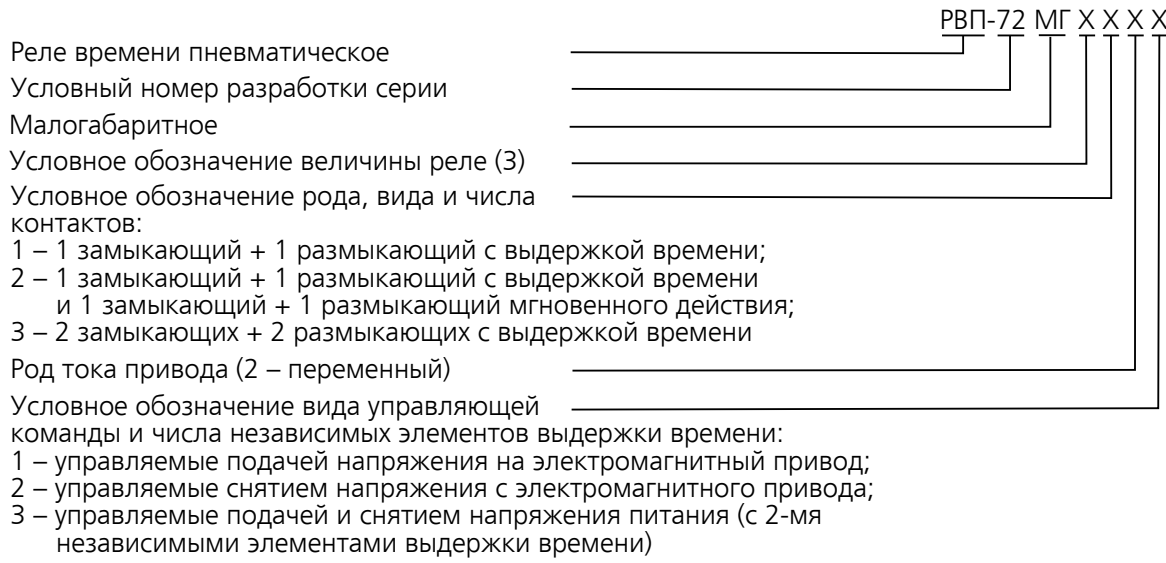 РВП-72 МГ Х Х Х Х
Реле времени пневматическое
Условный номер разработки серии
Малогабаритное
Условное обозначение величины реле (3)
Условное обозначение рода, вида и числа
контактов:
1 – 1 замыкающий + 1 размыкающий с выдержкой времени;
2 – 1 замыкающий + 1 размыкающий с выдержкой времени
и 1 замыкающий + 1 размыкающий мгновенного действия;
3 – 2 замыкающих + 2 размыкающих с выдержкой времени
Род тока привода (2 – переменный)
Условное обозначение вида управляющей
команды и числа независимых элементов выдержки времени:
1 – управляемые подачей напряжения на электромагнитный привод;
2 – управляемые снятием напряжения с электромагнитного привода;
3 – управляемые подачей и снятием напряжения питания (с 2-мя
независимыми элементами выдержки времени)